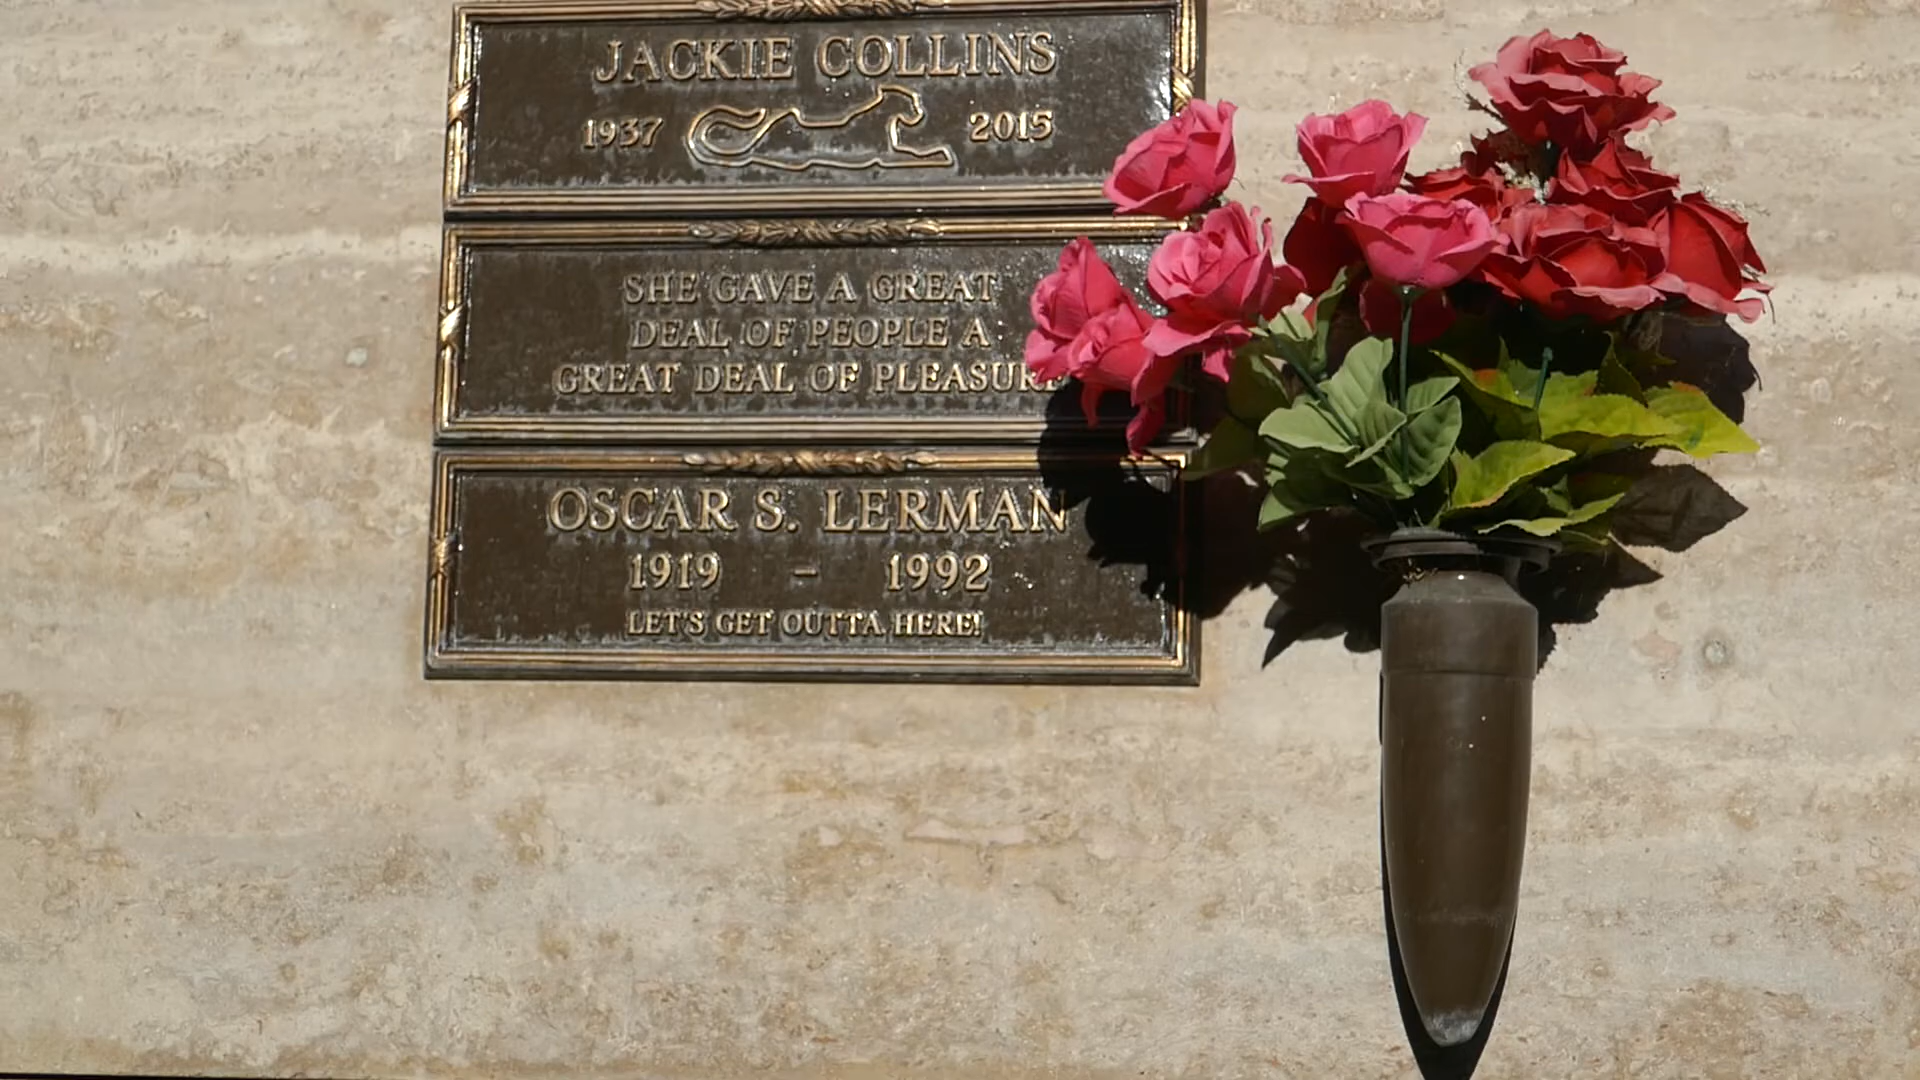 JACKIE COLLINS
1937 2015
SHE GAVE A GREAT
DEAL OF PEOPLE A
GREAT DEAL OF PLEASURE
OSCAR S. LERMAN
1919 - 1992
LET'S GET OUTTA HERE!